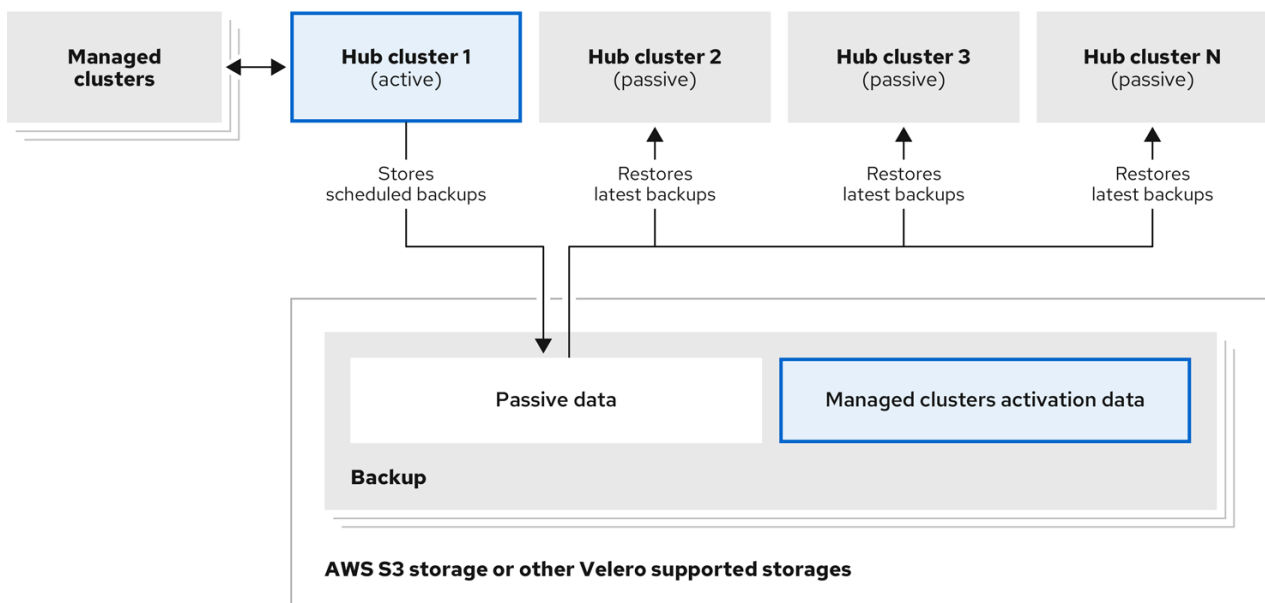 Managed
clusters
Hub cluster 1
(active)
Hub cluster 2
(passive)
Hub cluster 3
(passive)
Hub cluster N
(passive)
Stores
scheduled backups
Restores
latest backups
Restores
latest backups
Restores
latest backups
Passive data
Managed clusters activation data
Backup
AWS S3 storage or other Velero supported storages